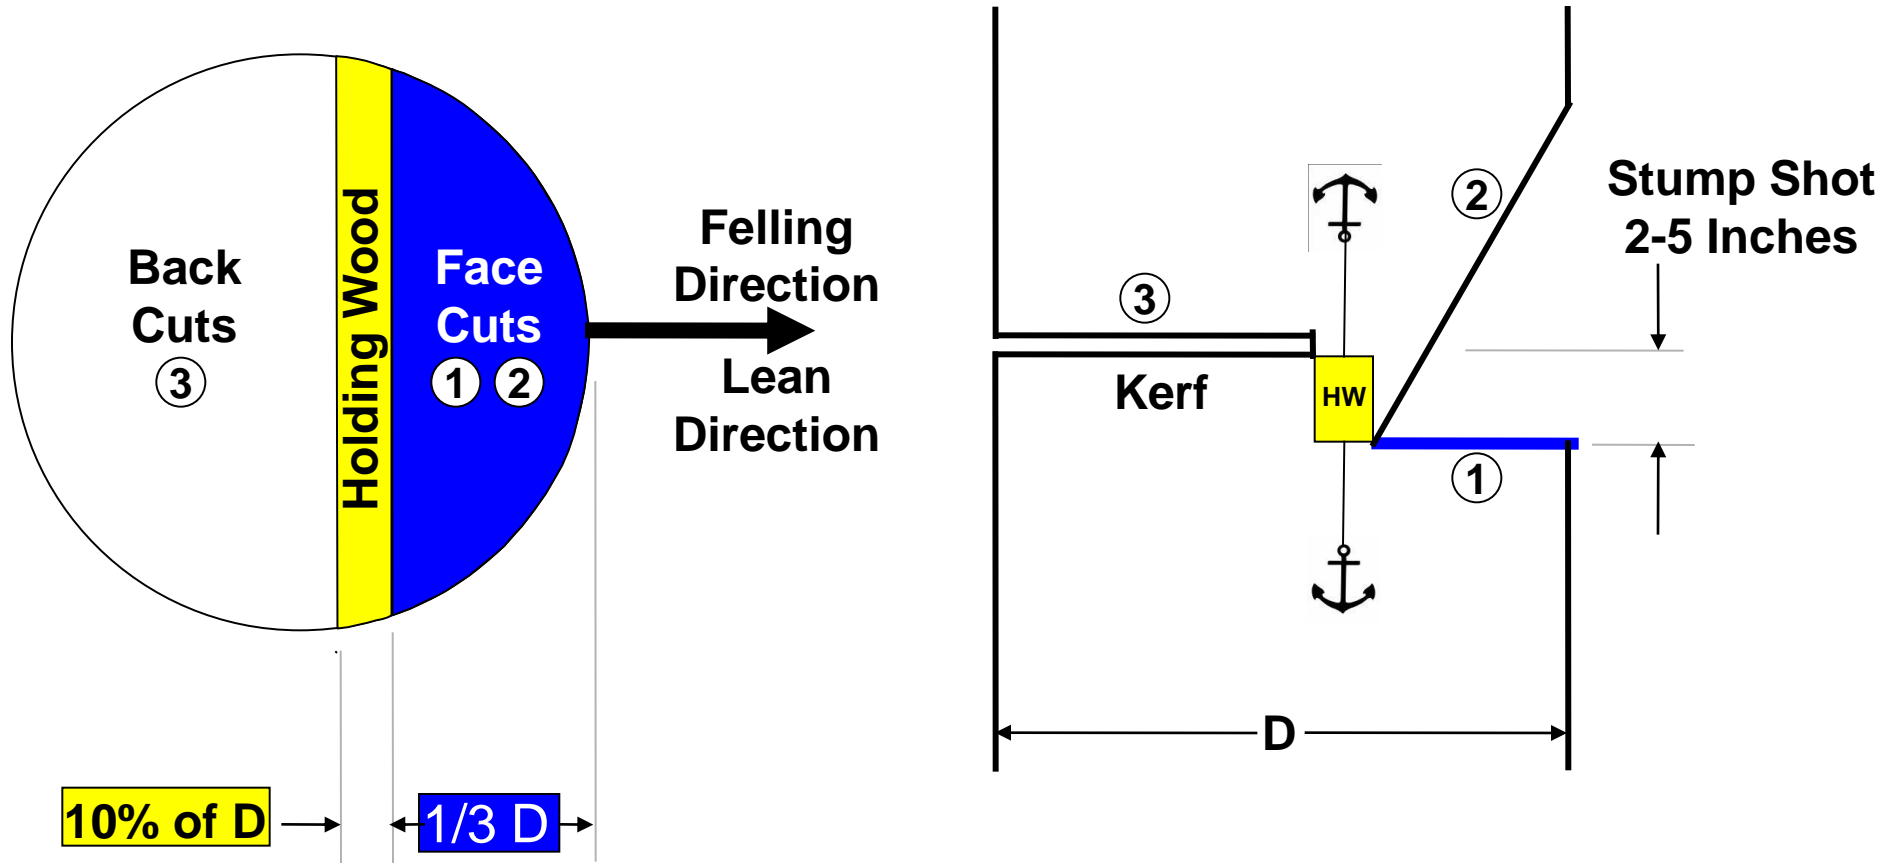 Back
Cuts
3
Holding Wood
Face
Cuts
1 2
Felling
Direction
Lean
Direction
10% of D
1/3 D
3
Kerf
HW
2
1
Stump Shot
2-5 Inches
D